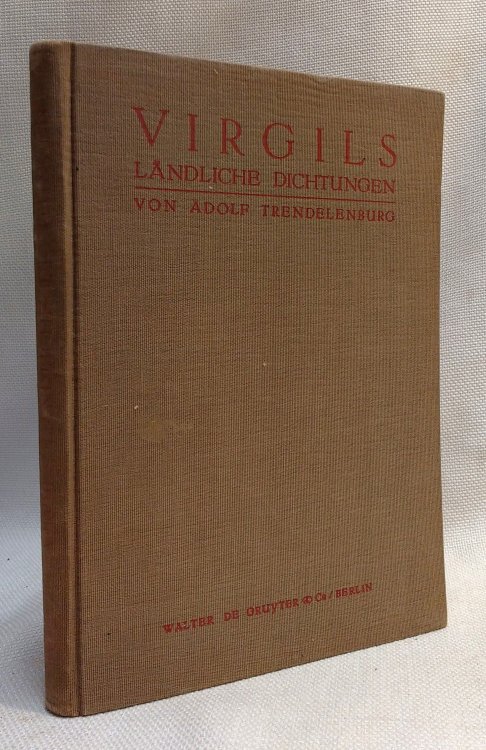 VIRGILS
LÄNDLICHE DICHTUNGEN
VON ADOLF TRENDELENBURG
WALTER DE GRUYTER & Co / BERLIN